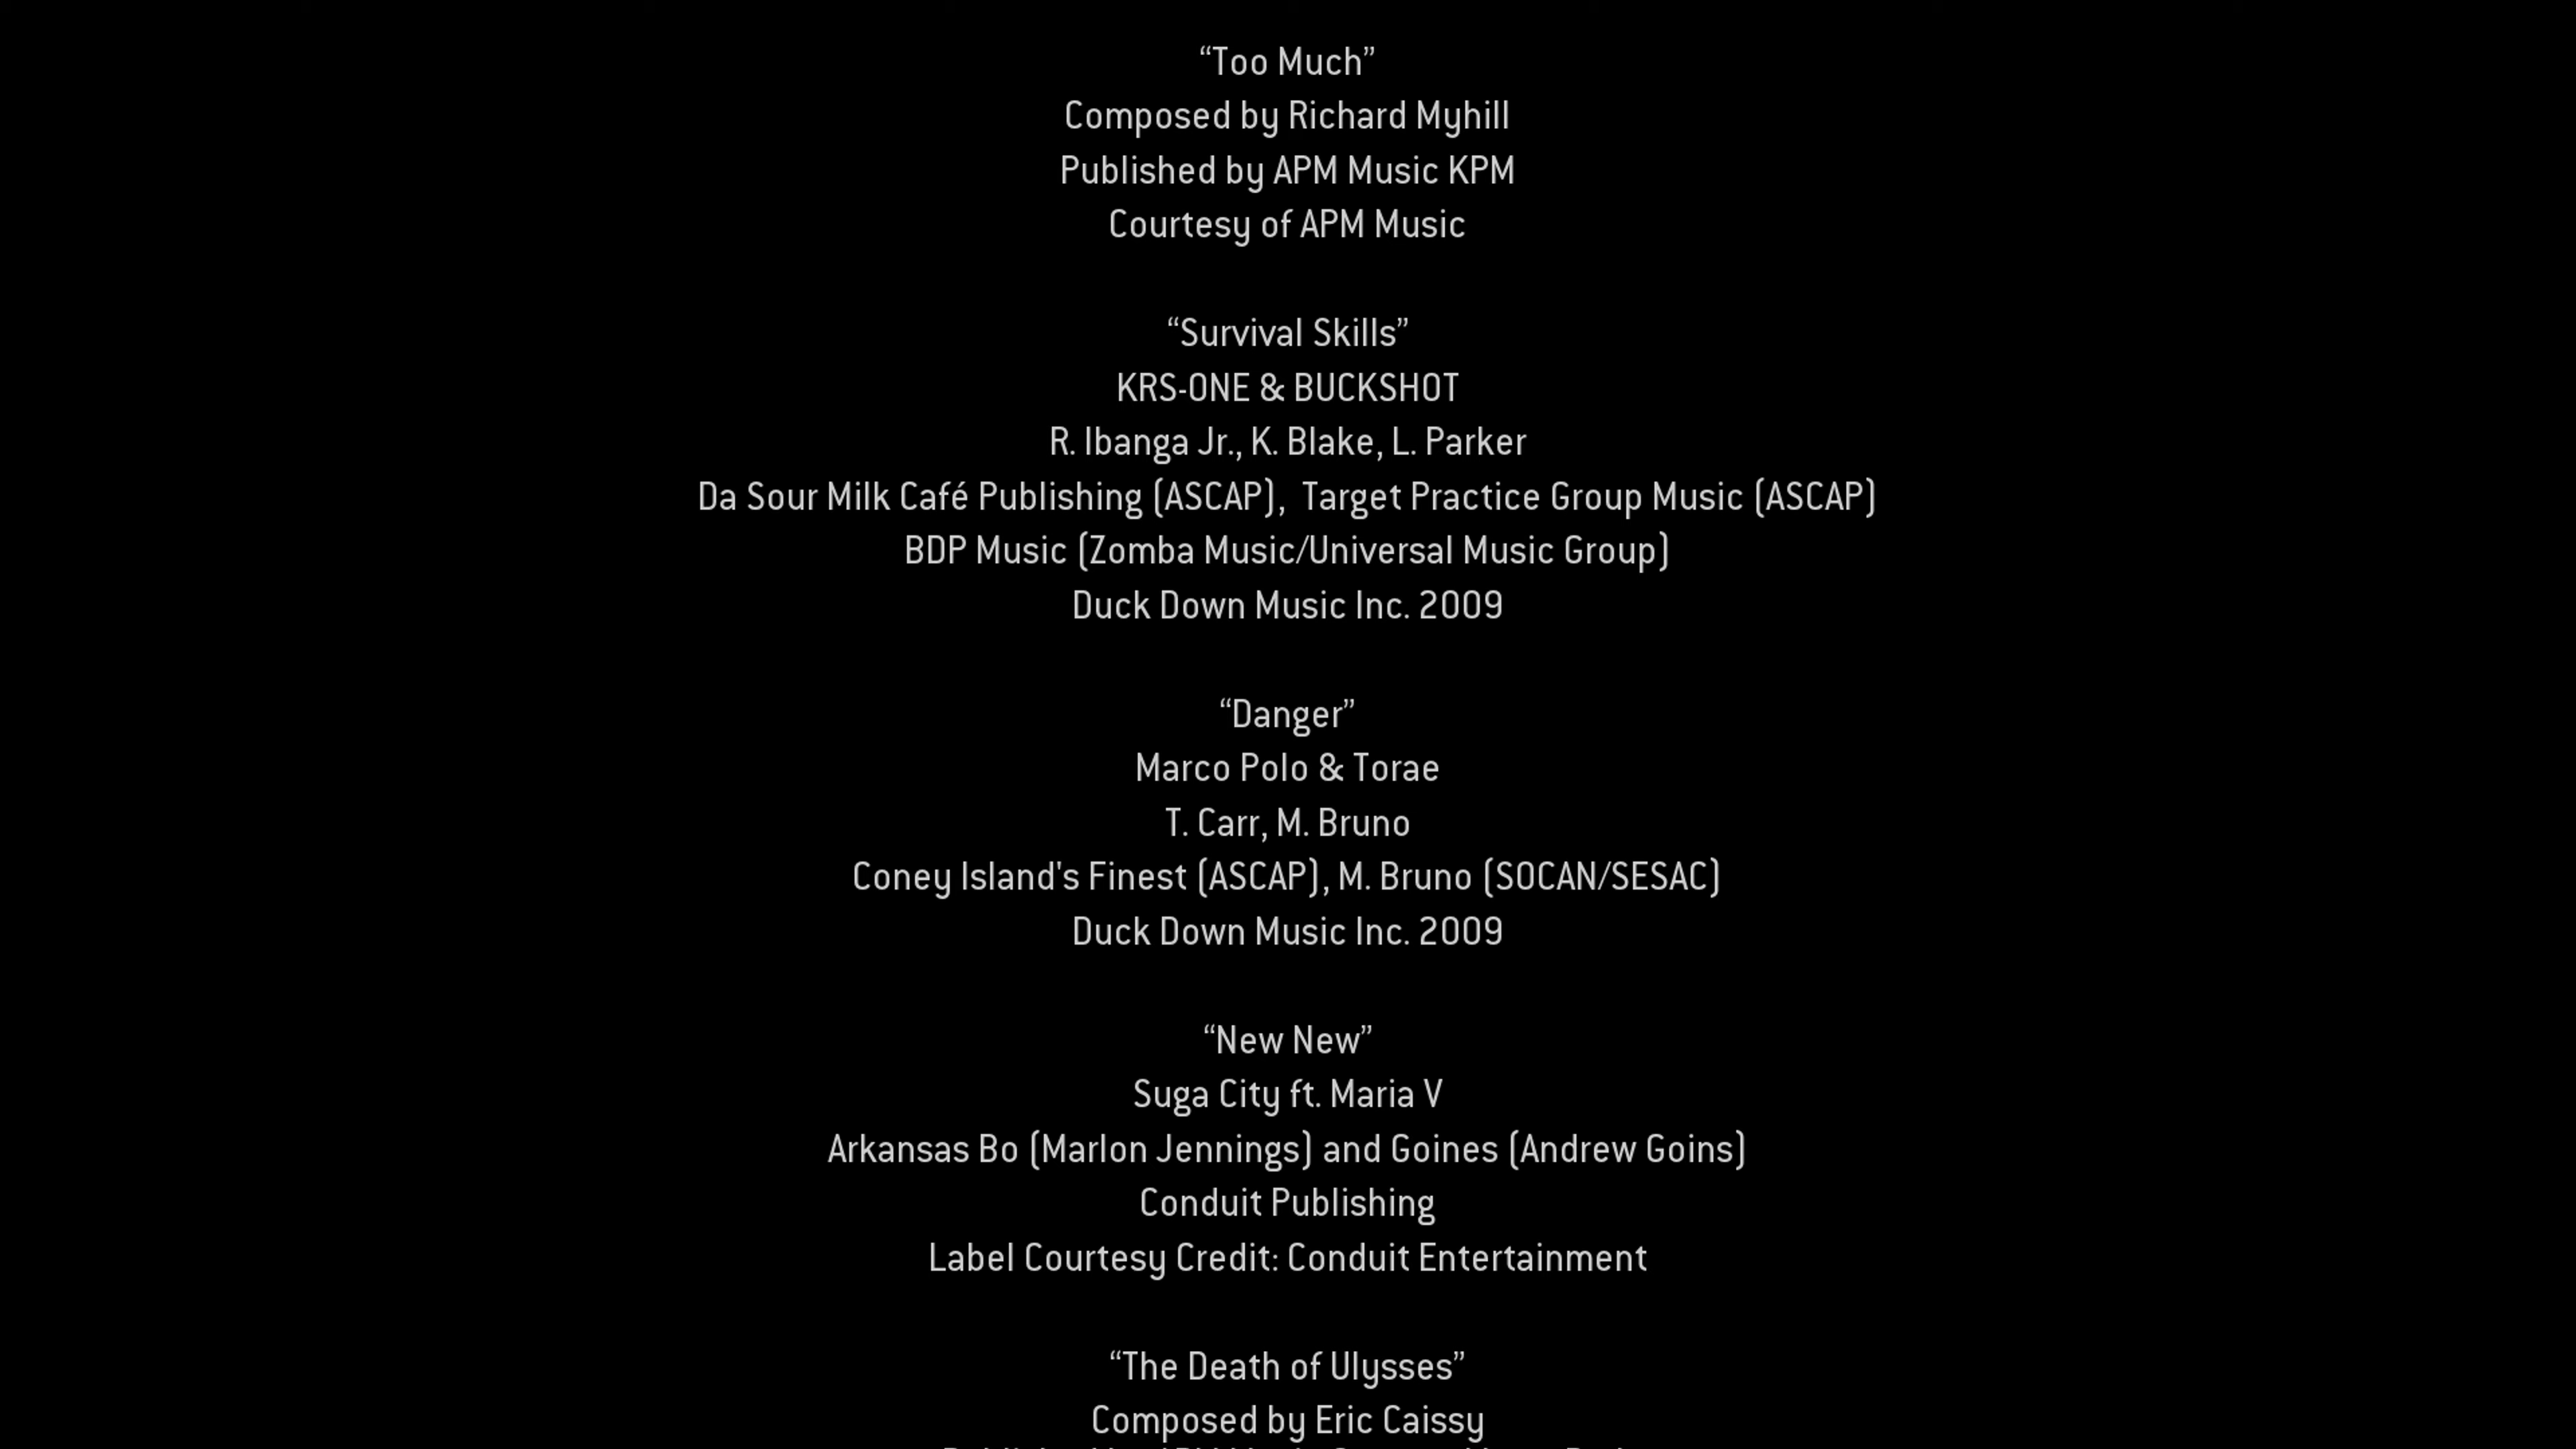 “Too Much”
Composed by Richard Myhill
Published by APM Music KPM
Courtesy of APM Music
“Survival Skills”
KRS-ONE & BUCKSHOT
R. Ibanga Jr., K. Blake, L. Parker
Da Sour Milk Café Publishing (ASCAP),  Target Practice Group Music (ASCAP)
BDP Music (Zomba Music/Universal Music Group)
Duck Down Music Inc. 2009
“Danger”
Marco Polo & Torae
T. Carr, M. Bruno
Coney Island's Finest (ASCAP), M. Bruno (SOCAN/SESAC)
Duck Down Music Inc. 2009
“New New”
Suga City ft. Maria V
Arkansas Bo (Marlon Jennings) and Goines (Andrew Goins)
Conduit Publishing
Label Courtesy Credit: Conduit Entertainment
“The Death of Ulysses”
Composed by Eric Caissy